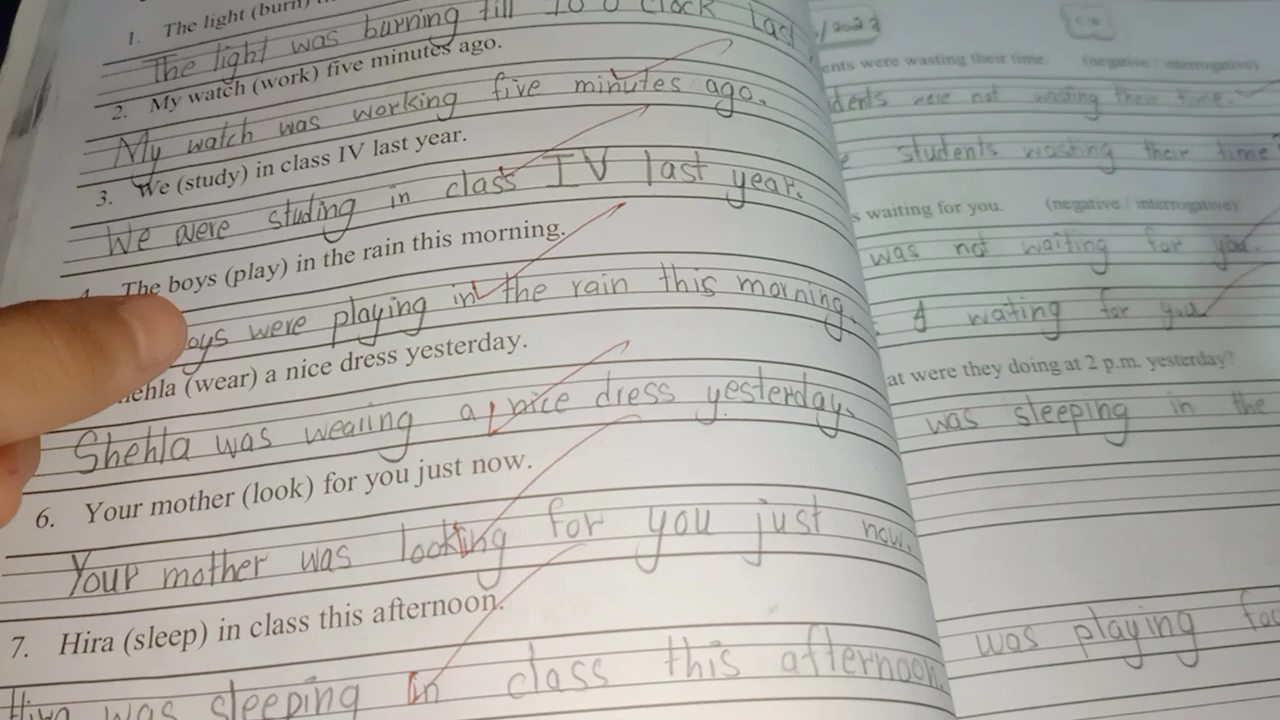 1. The light (burn)
The light was burning till 10 o clock last
2. My watch (work) five minutes ago.
My watch was working five minutes ago.
3. We (study) in class IV last year.
We were studing in class IV last year.
The boys (play) in the rain this morning.
oys were playing in the rain this morning.
ehla (wear) a nice dress yesterday.
Shehla was wearing a nice dress yesterday.
6. Your mother (look) for you just now.
Your mother was looking for you just now.
7. Hira (sleep) in class this afternoon.
Hira was sleeping in class this afternoon.
/2022
CW
ents were wasting their time. (negative / interrogative)
dents were not wasting their time.
students wasting their time
s waiting for you. (negative / interrogative)
was not waiting for you.
I wating for you
at were they doing at 2 p.m. yesterday?
was sleeping in the
was playing